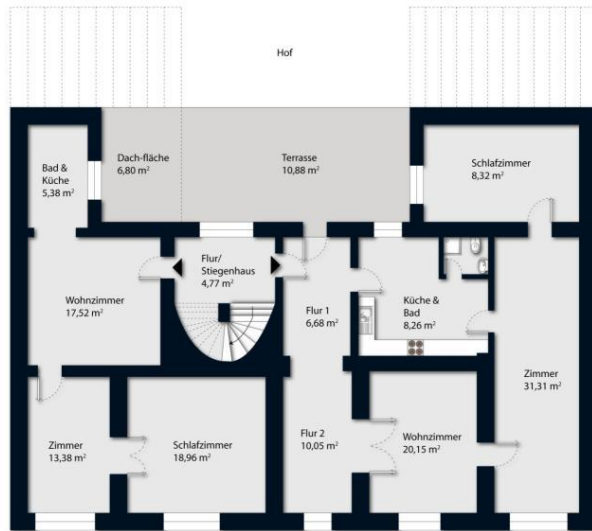 Hof
Bad &
Küche
5,38 m²
Dach-fläche
6,80 m²
Terrasse
10,88 m²
Schlafzimmer
8,32 m²
Flur/
Stiegenhaus
4,77 m²
Wohnzimmer
17,52 m²
Flur 1
6,68 m²
Küche &
Bad
8,26 m²
Zimmer
31,31 m²
Zimmer
13,38 m²
Schlafzimmer
18,96 m²
Flur 2
10,05 m²
Wohnzimmer
20,15 m²